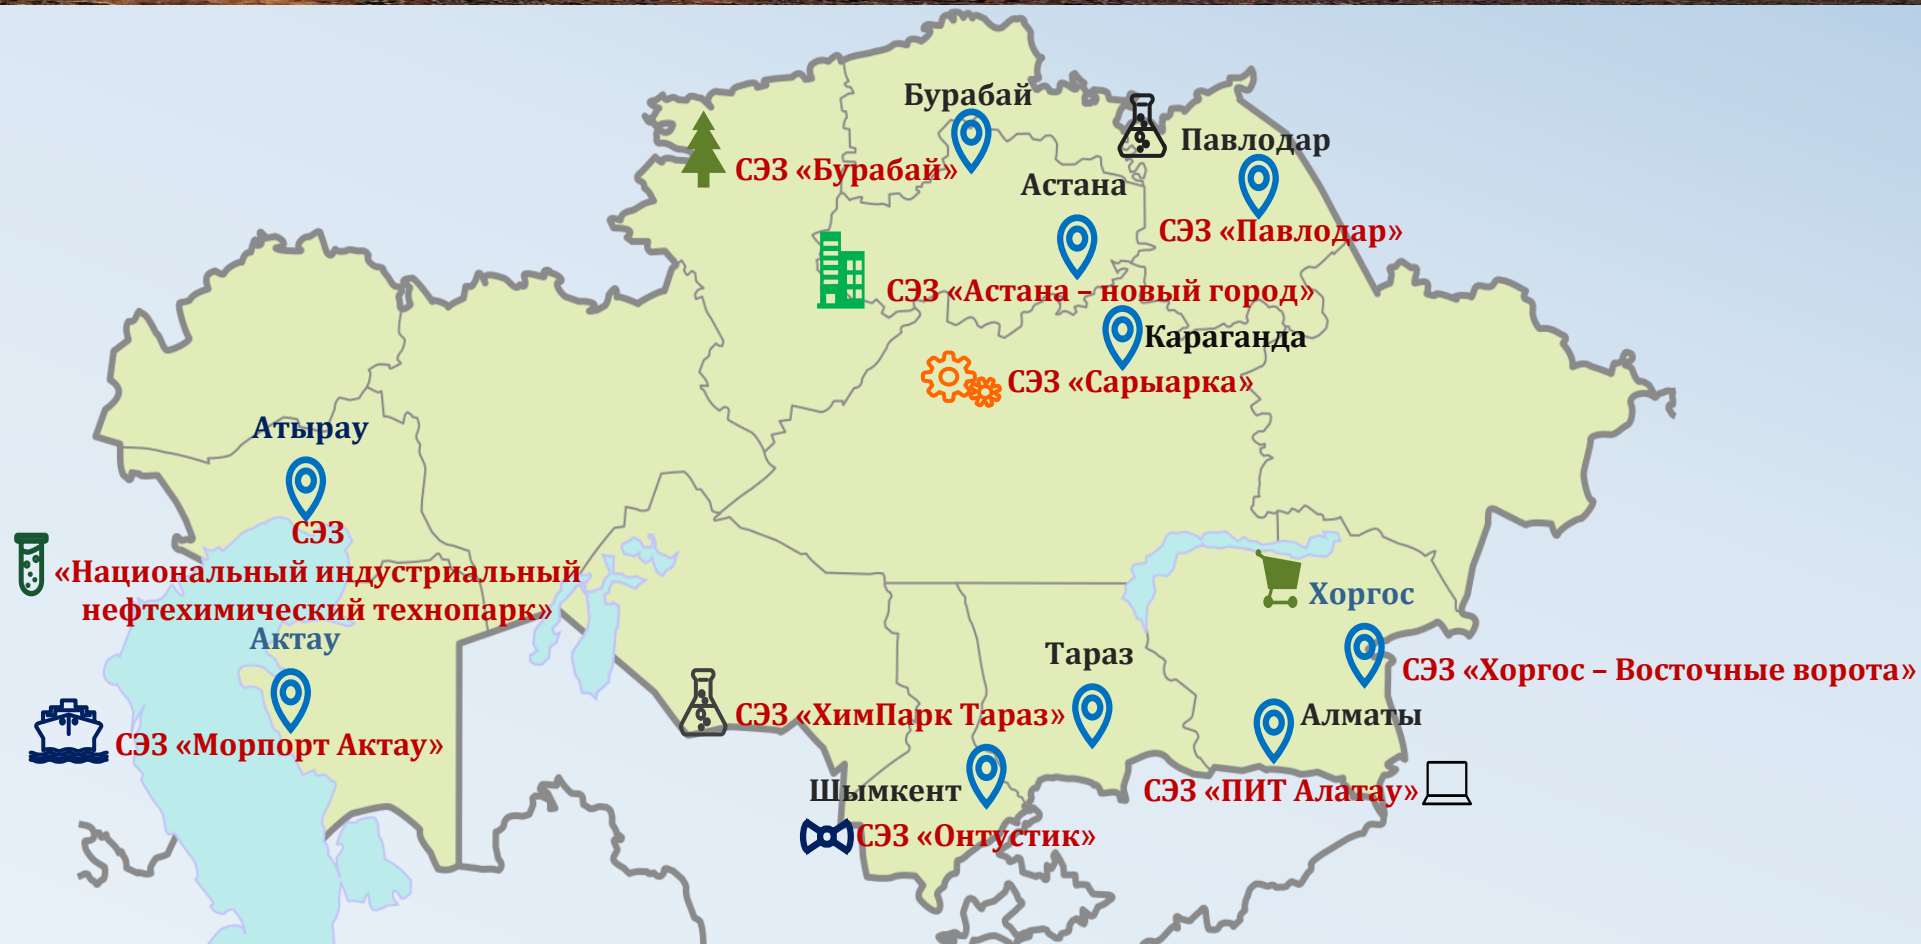 Бурабай
СЭЗ «Бурабай»
Павлодар
СЭЗ «Павлодар»
Астана
СЭЗ «Астана – новый город»
Караганда
СЭЗ «Сарыарка»
Атырау
СЭЗ
«Национальный индустриальный
нефтехимический технопарк»
Актау
СЭЗ «Морпорт Актау»
Хоргос
СЭЗ «Хоргос – Восточные ворота»
Тараз
СЭЗ «ХимПарк Тараз»
Алматы
СЭЗ «ПИТ Алатау»
Шымкент
СЭЗ «Онтустик»